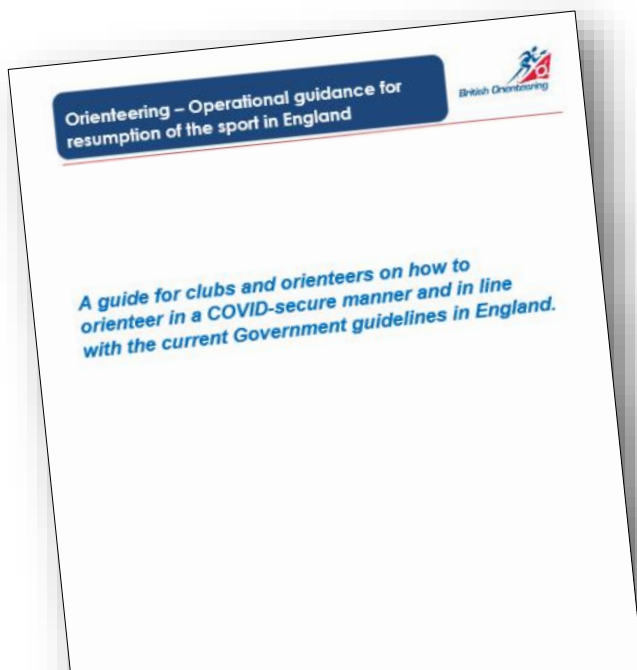 Orienteering – Operational guidance for
resumption of the sport in England
British Orienteering
A guide for clubs and orienteers on how to
orienteer in a COVID-secure manner and in line
with the current Government guidelines in England.